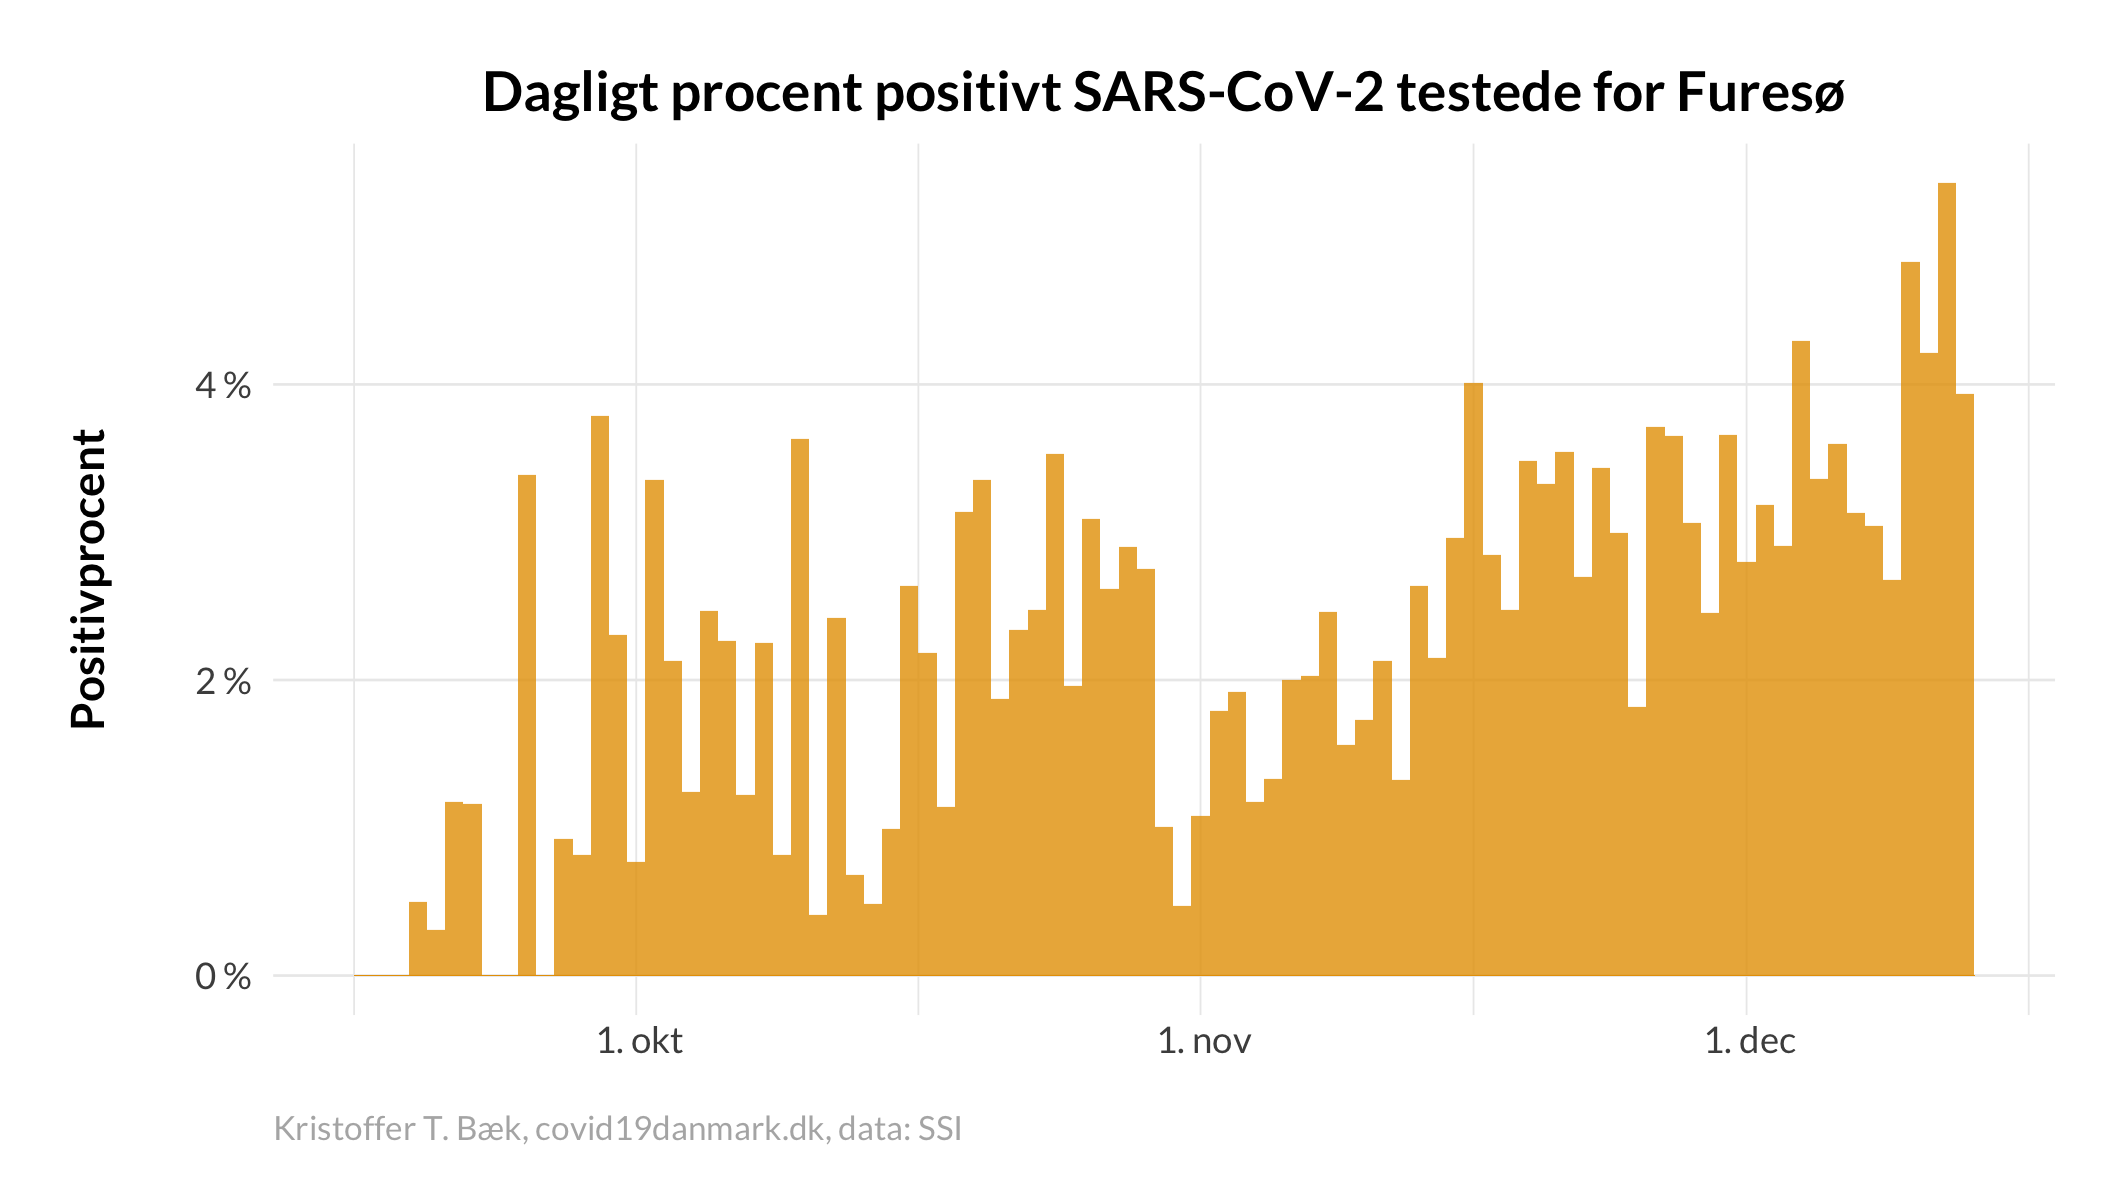 Dagligt procent positivt SARS-CoV-2 testede for Furesø
Positivprocent
4 %
2 %
0 %
1. okt
1. nov
1. dec
Kristoffer T. Bæk, covid19danmark.dk, data: SSI